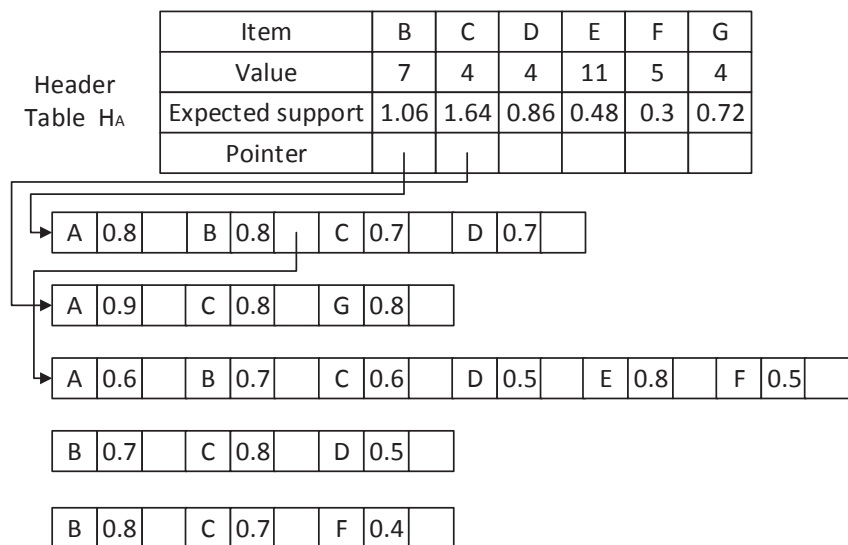 Item B C D E F G
Header Table HA
Value 7 4 4 11 5 4
Expected support 1.06 1.64 0.86 0.48 0.3 0.72
Pointer
A 0.8 B 0.8 C 0.7 D 0.7
A 0.9 C 0.8 G 0.8
A 0.6 B 0.7 C 0.6 D 0.5 E 0.8 F 0.5
B 0.7 C 0.8 D 0.5
B 0.8 C 0.7 F 0.4